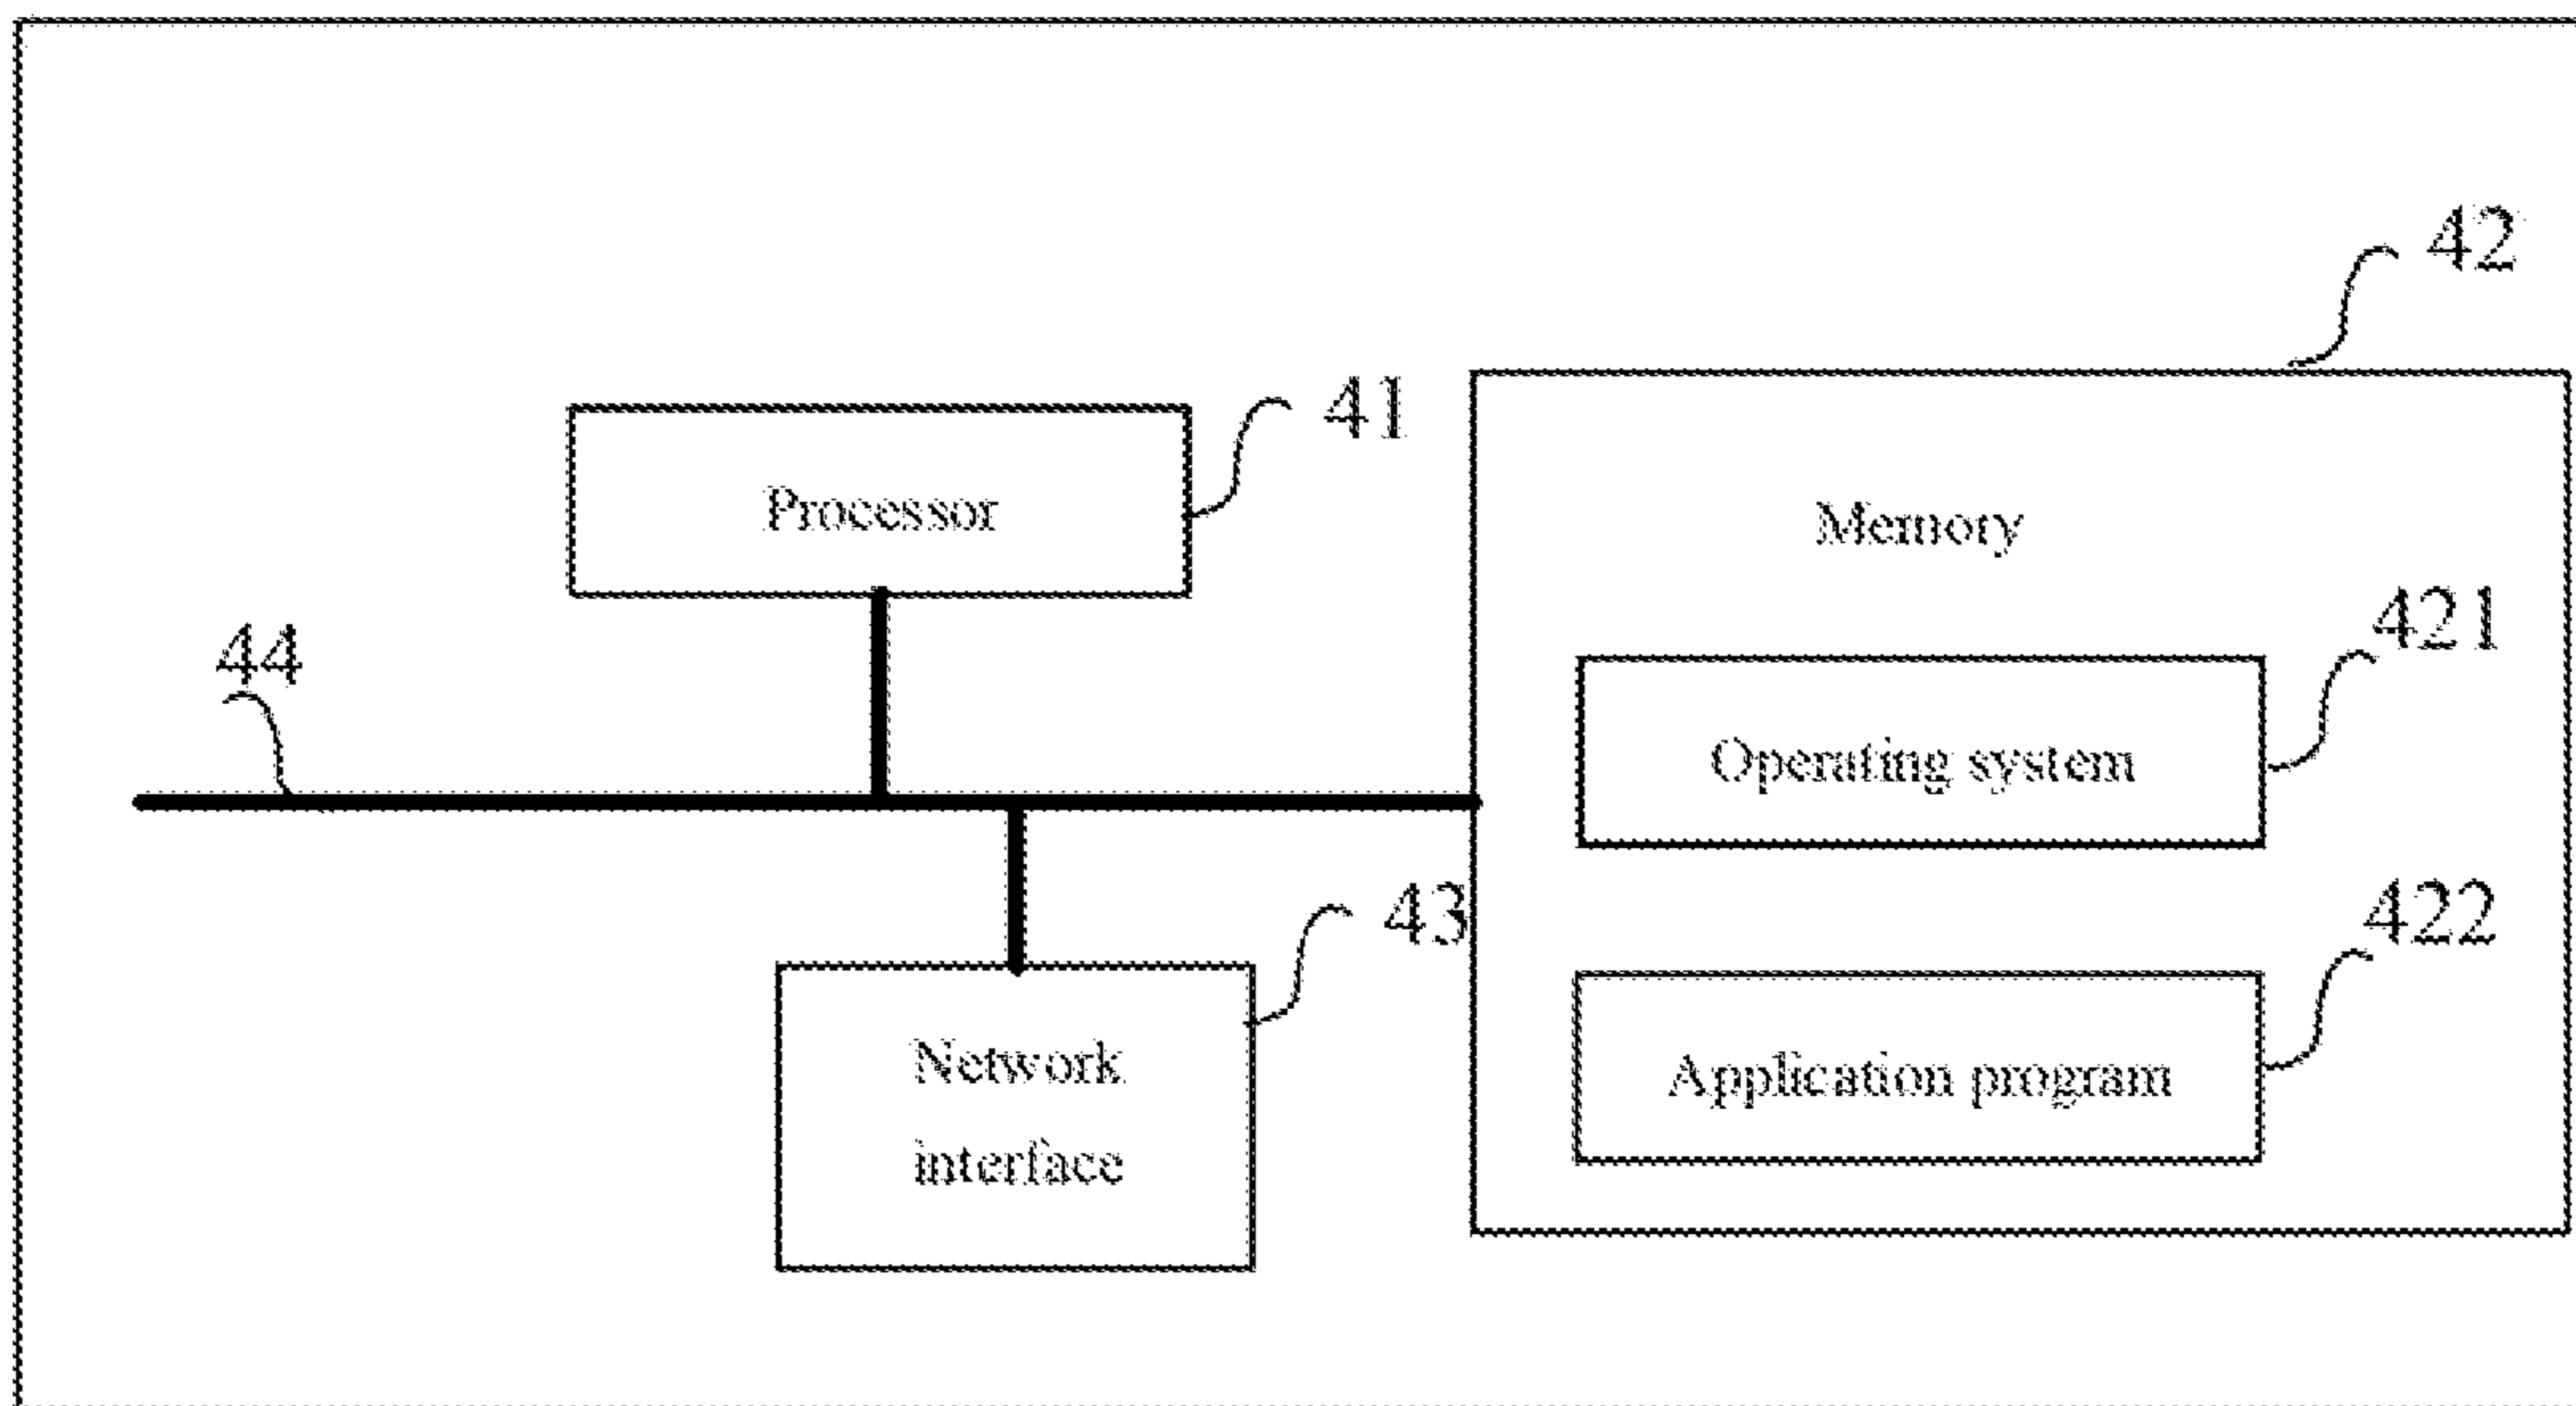 42
41
Processor
Memory
421
44
Operating system
422
43
Network
interface
Application program